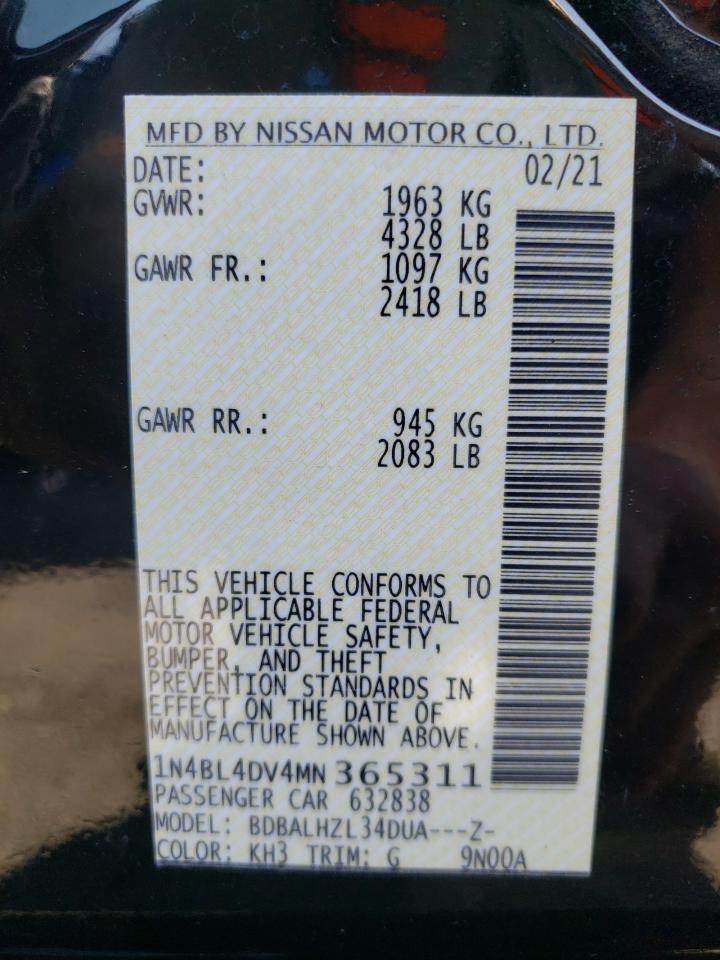 MFD BY NISSAN MOTOR CO., LTD.
DATE: 02/21
GVWR: 1963 KG
4328 LB
GAWR FR.: 1097 KG
2418 LB
GAWR RR.: 945 KG
2083 LB
THIS VEHICLE CONFORMS TO
ALL APPLICABLE FEDERAL
MOTOR VEHICLE SAFETY,
BUMPER, AND THEFT
PREVENTION STANDARDS IN
EFFECT ON THE DATE OF
MANUFACTURE SHOWN ABOVE.
1N4BL4DV4MN365311
PASSENGER CAR 632838
MODEL: BDBALHZL34DUA---Z-
COLOR: KH3 TRIM: G 9N00A